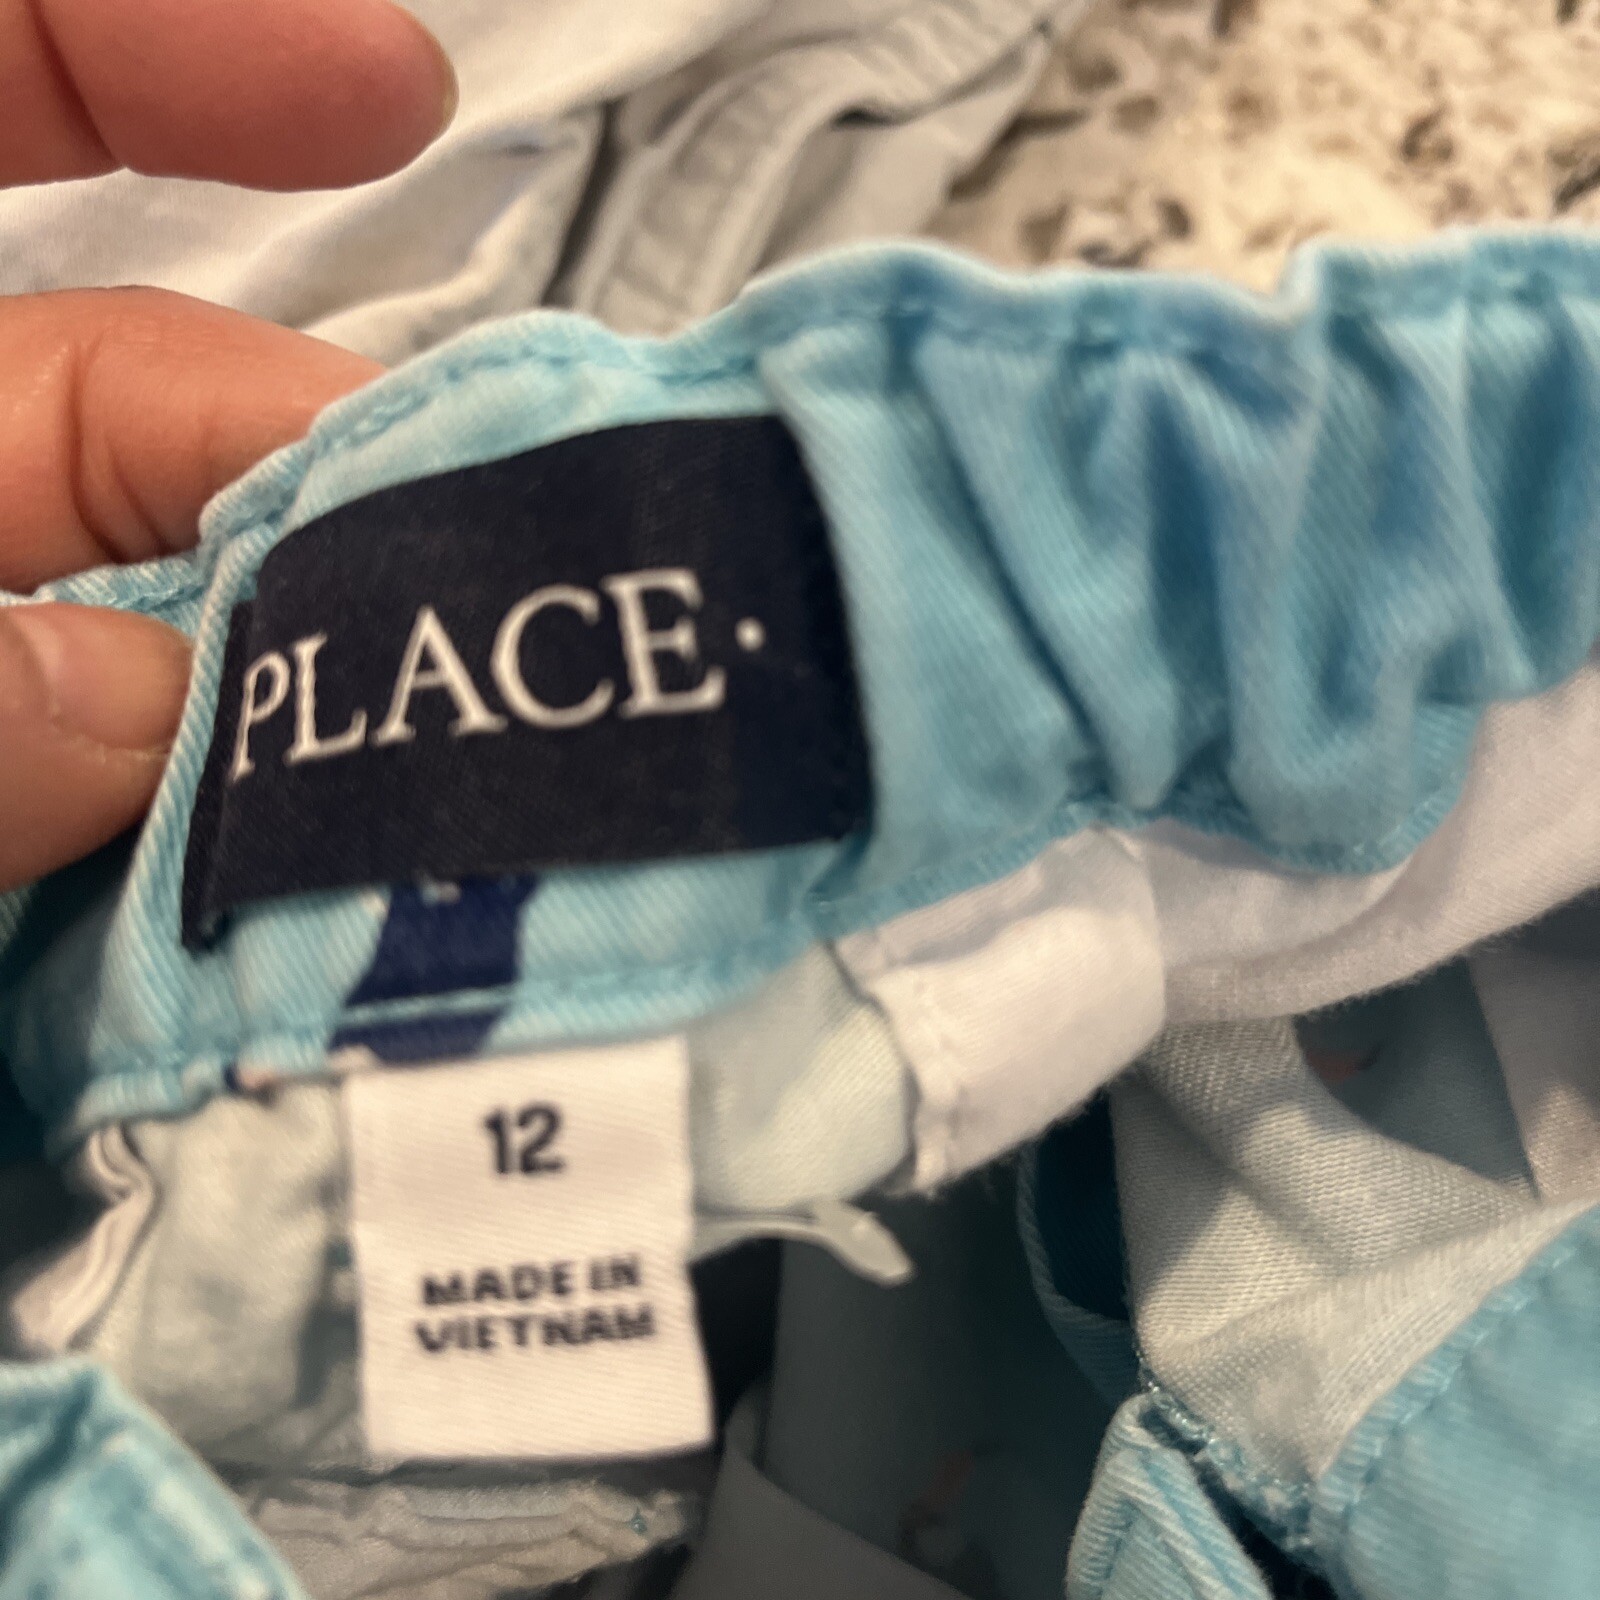 PLACE.
12
MADE IN
VIETNAM